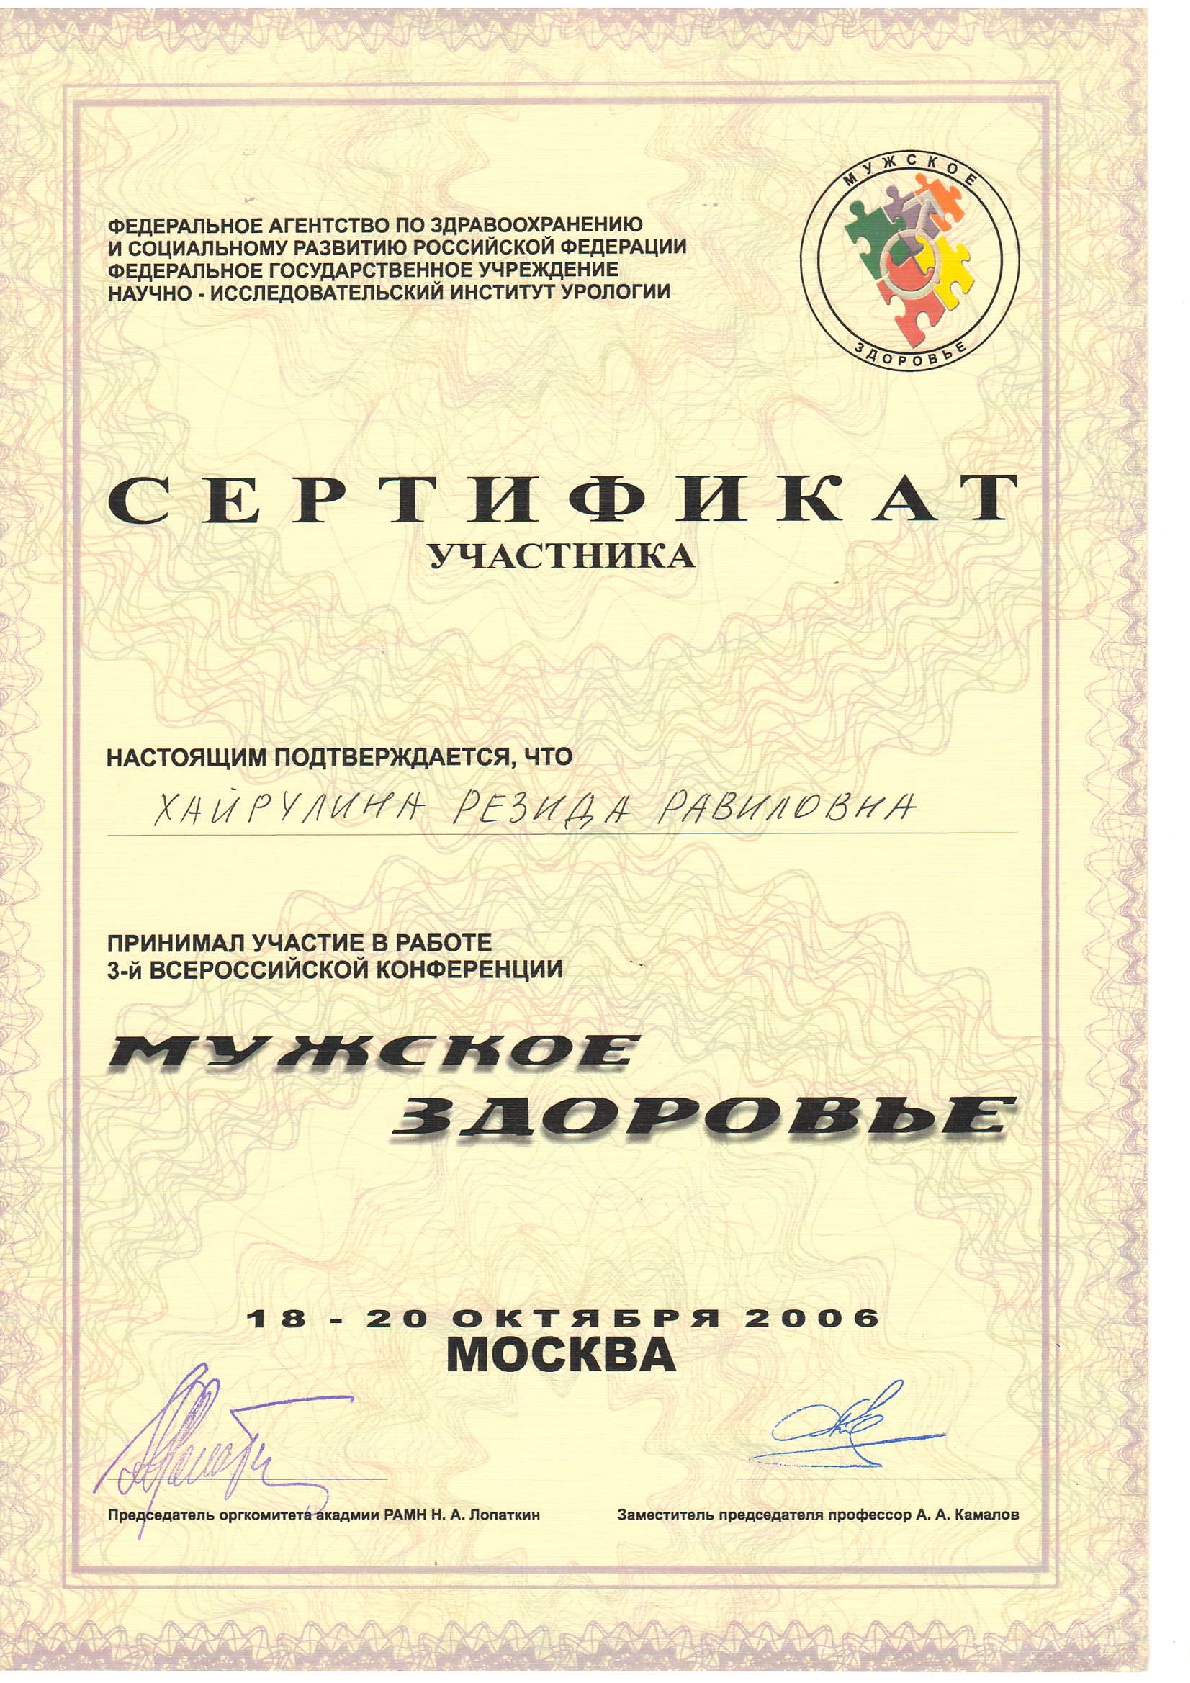 ФЕДЕРАЛЬНОЕ АГЕНТСТВО ПО ЗДРАВООХРАНЕНИЮ
И СОЦИАЛЬНОМУ РАЗВИТИЮ РОССИЙСКОЙ ФЕДЕРАЦИИ
ФЕДЕРАЛЬНОЕ ГОСУДАРСТВЕННОЕ УЧРЕЖДЕНИЕ
НАУЧНО - ИССЛЕДОВАТЕЛЬСКИЙ ИНСТИТУТ УРОЛОГИИ
МУЖСКОЕ
ЗДОРОВЬЕ
СЕРТИФИКАТ
УЧАСТНИКА
НАСТОЯЩИМ ПОДТВЕРЖДАЕТСЯ, ЧТО
ХАЙРУЛИНА РЕЗИДА РАВИЛОВНА
ПРИНИМАЛ УЧАСТИЕ В РАБОТЕ
3-й ВСЕРОССИЙСКОЙ КОНФЕРЕНЦИИ
МУЖСКОЕ
ЗДОРОВЬЕ
18 - 20 ОКТЯБРЯ 2006
МОСКВА
Председатель оргкомитета акадмии РАМН Н. А. Лопаткин
Заместитель председателя профессор А. А. Камалов